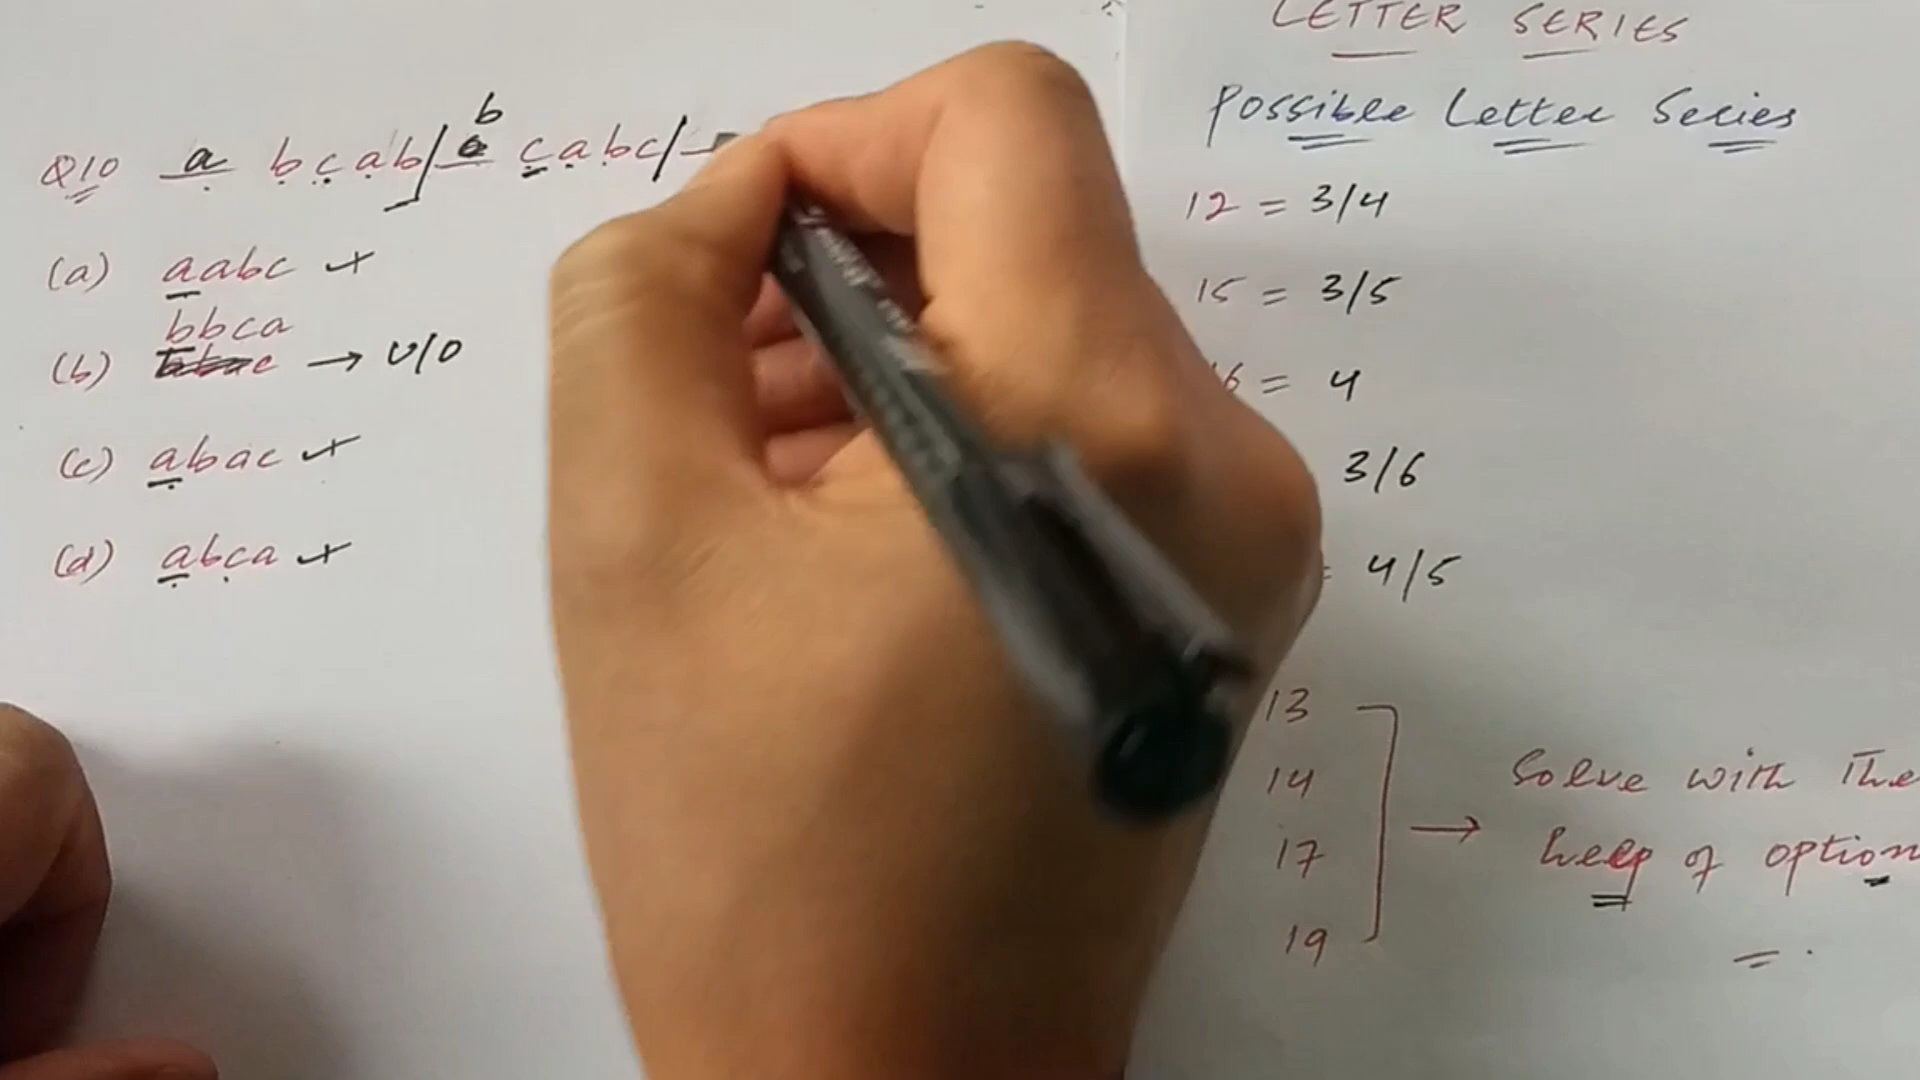 Q10 a bcab/ b cabc/
(a) aabc
bbca
(b) → U/O
(c) abac
(d) abca
LETTER SERIES
Possible Letter Series
12 = 3/4
15 = 3/5
6 = 4
3/6
= 4/5
13
14
17
19
→ Solve with The
help of option